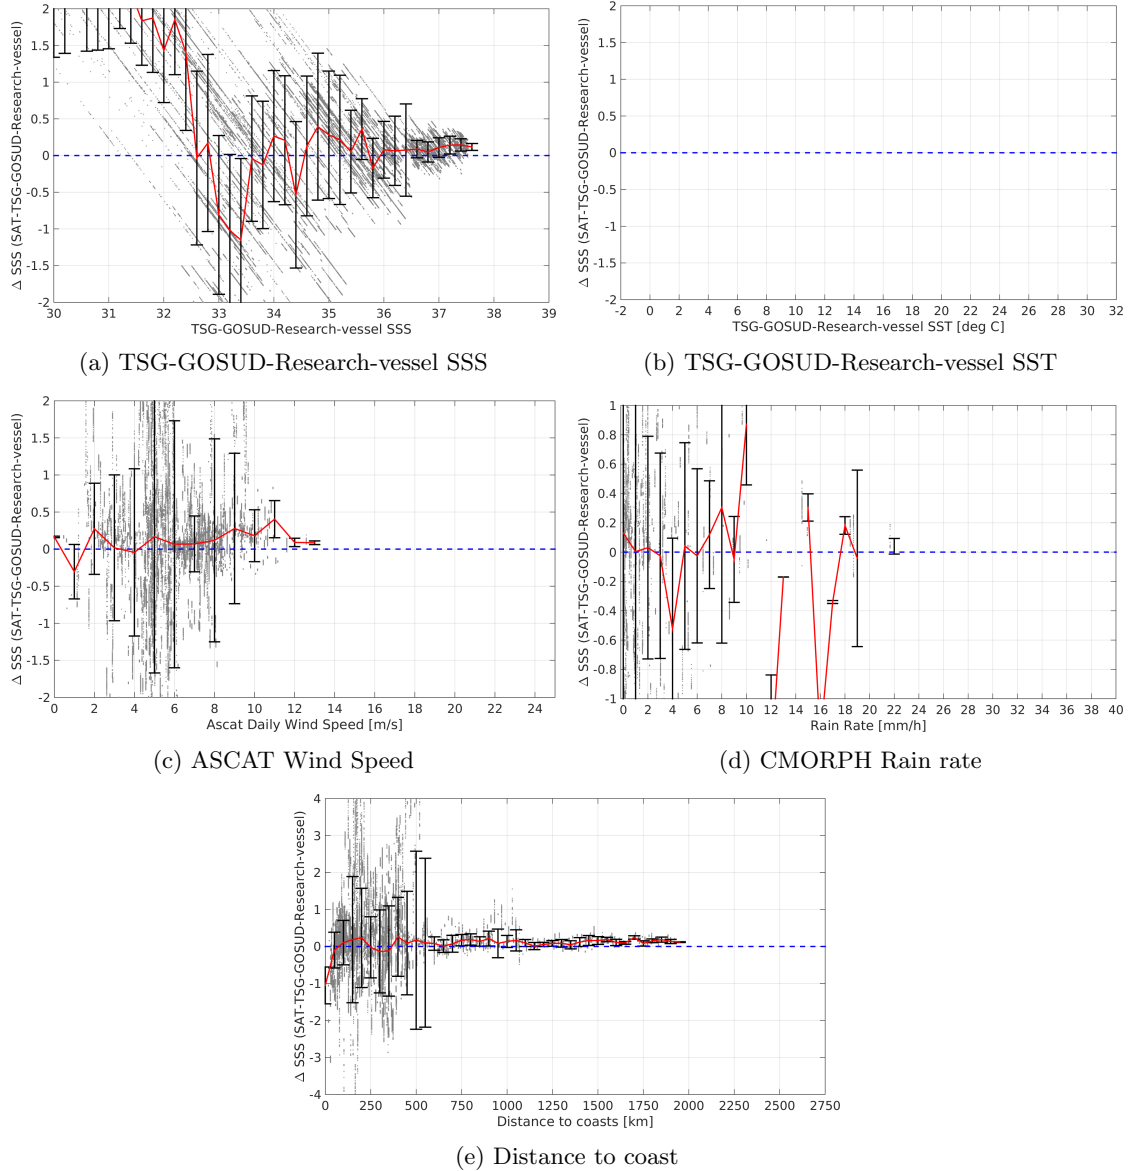 2
1.5
1
0.5
0
-0.5
-1
-1.5
-2
Δ SSS (SAT-TSG-GOSUD-Research-vessel)
30 31 32 33 34 35 36 37 38 39
TSG-GOSUD-Research-vessel SSS
(a) TSG-GOSUD-Research-vessel SSS
2
1.5
1
0.5
0
-0.5
-1
-1.5
-2
Δ SSS (SAT-TSG-GOSUD-Research-vessel)
-2 0 2 4 6 8 10 12 14 16 18 20 22 24 26 28 30 32
TSG-GOSUD-Research-vessel SST [deg C]
(b) TSG-GOSUD-Research-vessel SST
2
1.5
1
0.5
0
-0.5
-1
-1.5
-2
Δ SSS (SAT-TSG-GOSUD-Research-vessel)
0 2 4 6 8 10 12 14 16 18 20 22 24
Ascat Daily Wind Speed [m/s]
(c) ASCAT Wind Speed
1
0.8
0.6
0.4
0.2
0
-0.2
-0.4
-0.6
-0.8
-1
Δ SSS (SAT-TSG-GOSUD-Research-vessel)
0 2 4 6 8 10 12 14 16 18 20 22 24 26 28 30 32 34 36 38 40
Rain Rate [mm/h]
(d) CMORPH Rain rate
4
3
2
1
0
-1
-2
-3
-4
Δ SSS (SAT-TSG-GOSUD-Research-vessel)
0 250 500 750 1000 1250 1500 1750 2000 2250 2500 2750
Distance to coasts [km]
(e) Distance to coast